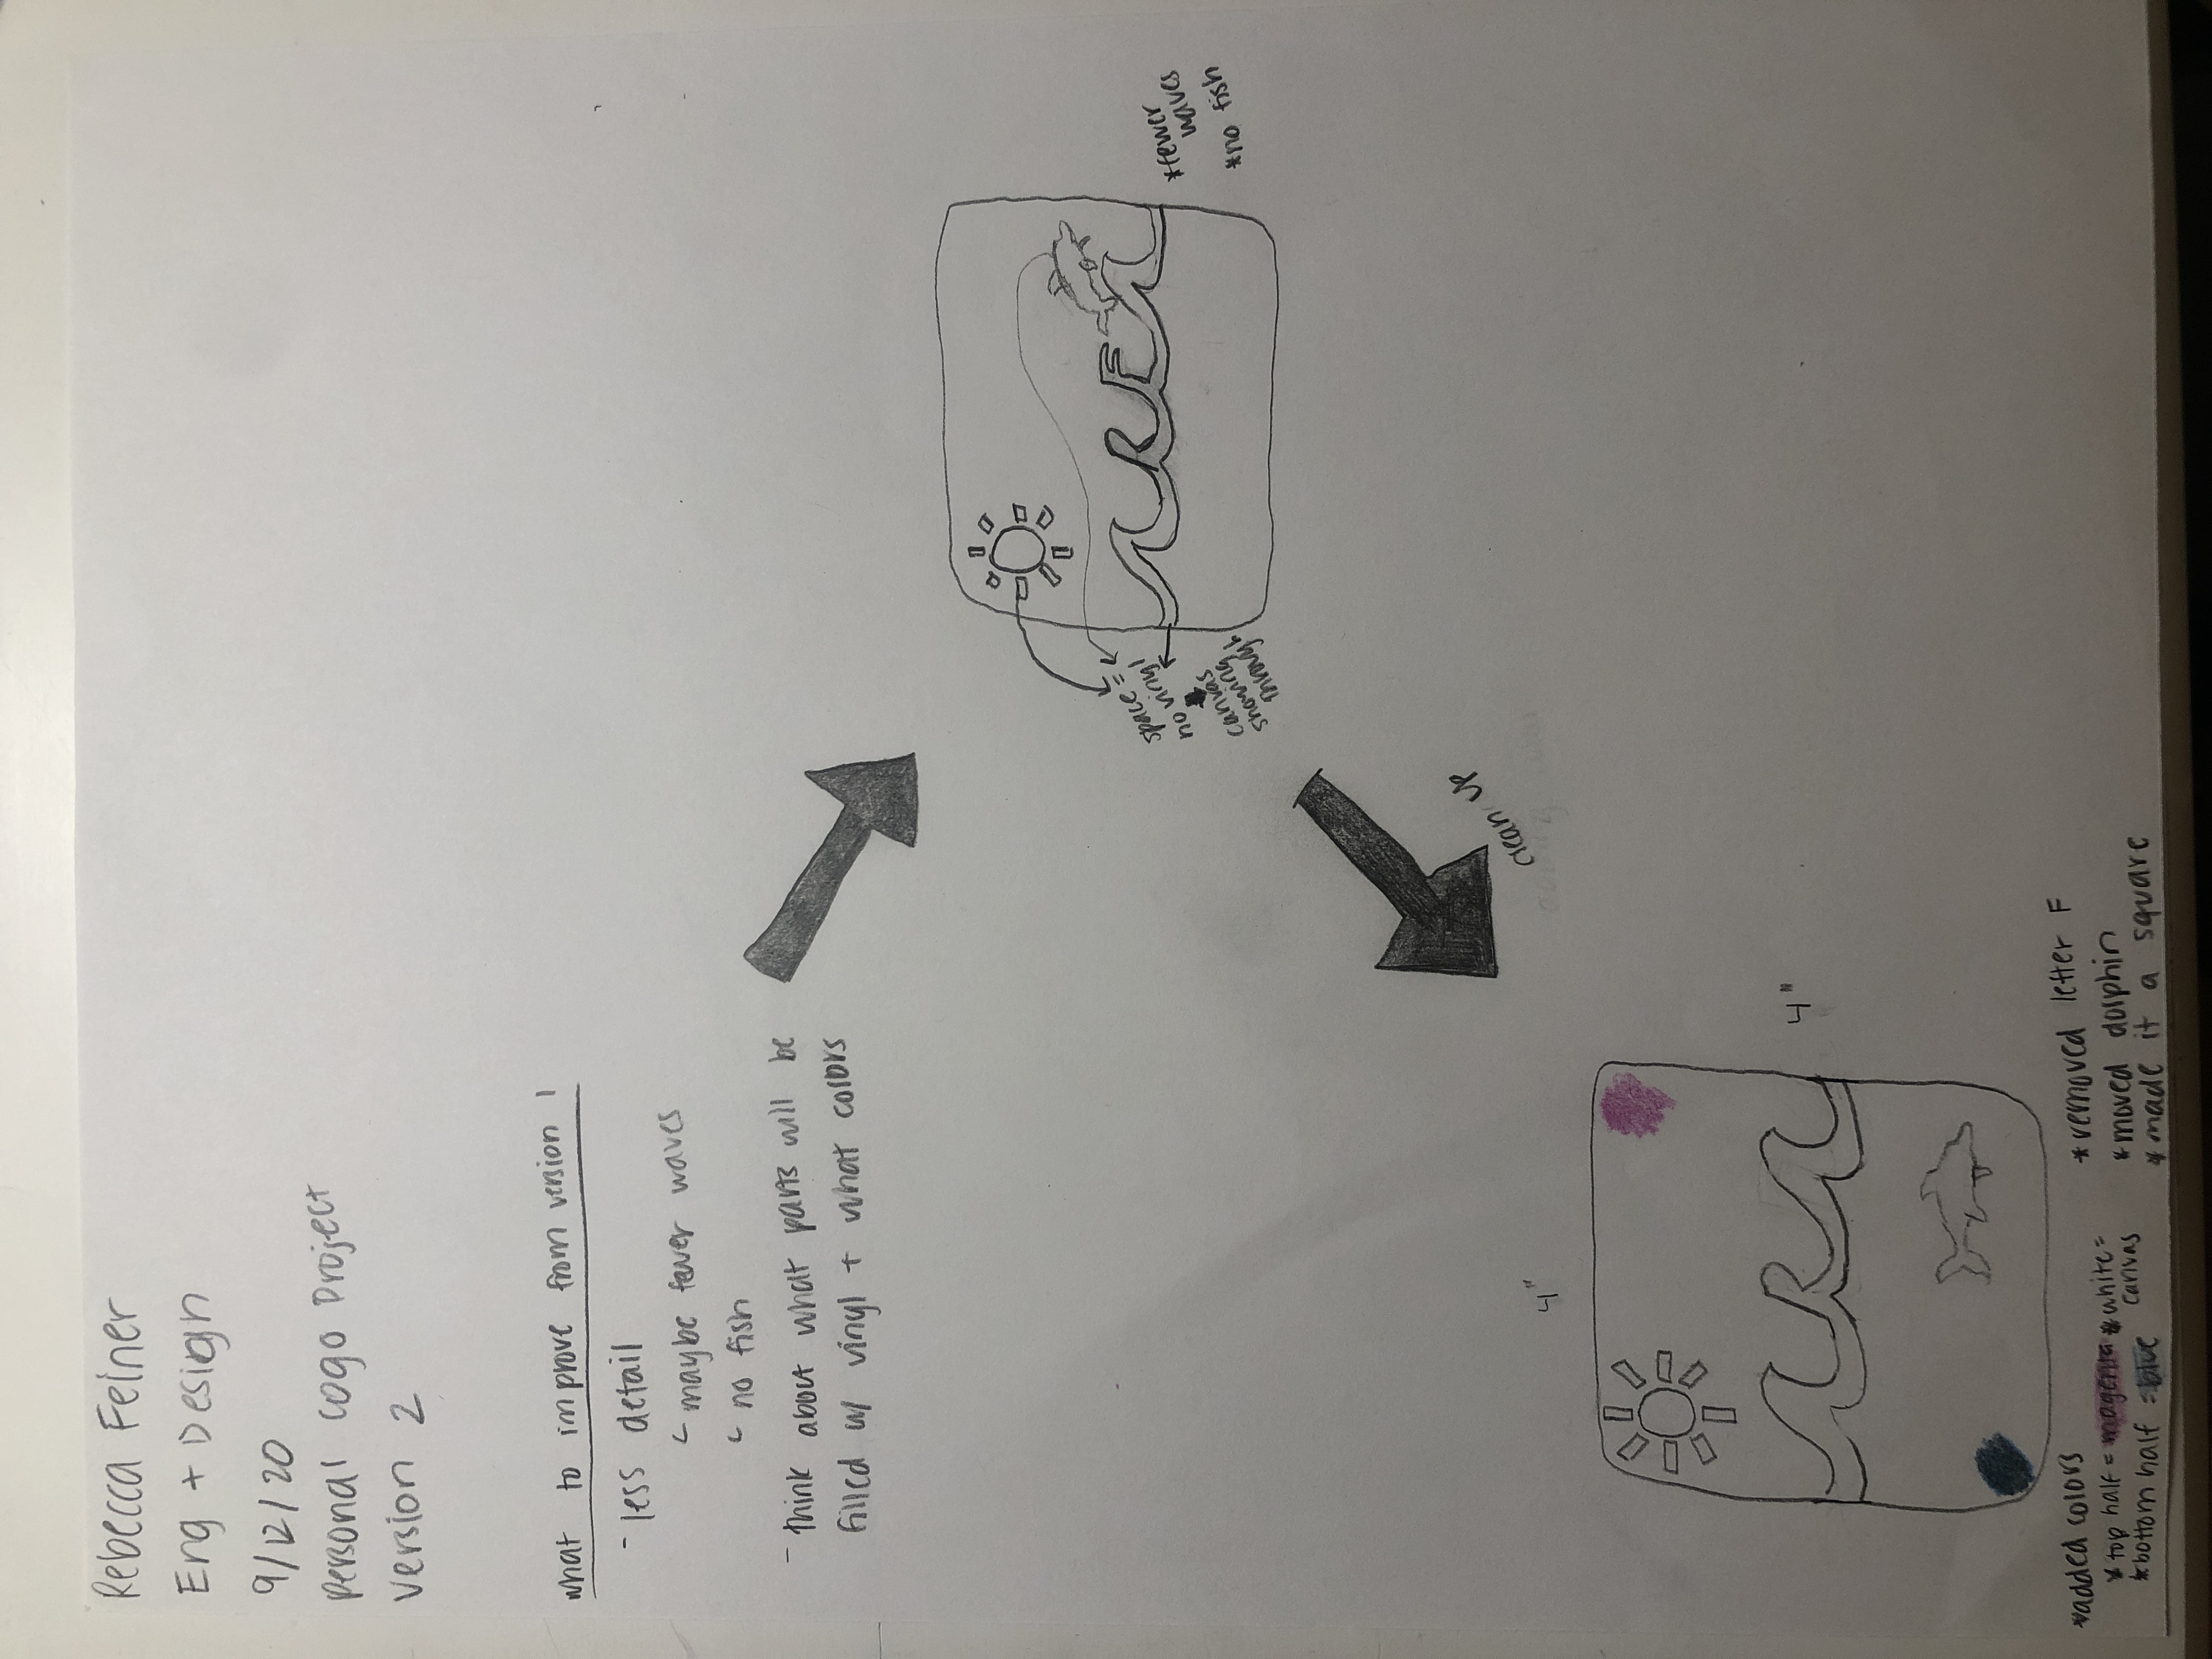 Rebecca Feiner
Eng + Design
9/12/20
Personal Logo Project
Version 2
what to improve from version 1
- less detail
maybe fewer waves
no fish
- think about what parts will be
filled w/ vinyl + what colors
space =
no vinyl
canvas
showing
through
RF
*fewer
waves
*no fish
clean up
4"
4"
R
*added colors
*top half = magenta *white =
canvas
*bottom half = blue
*removed letter F
*moved dolphin
*made it a square